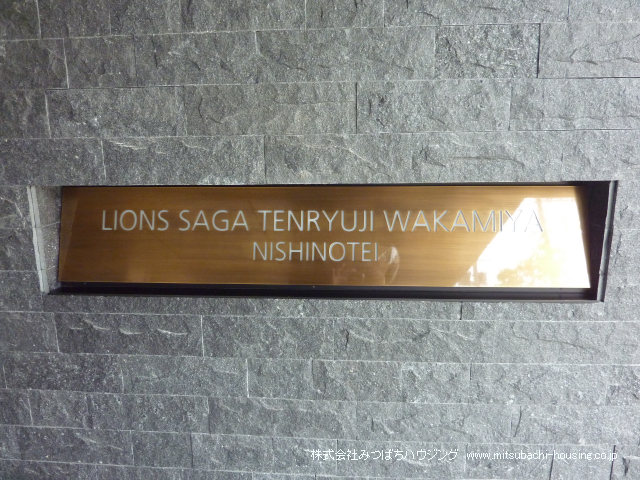 LIONS SAGA TENRYUJI WAKAMIYA
NISHINOTEI
株式会社みつばちハウジング www.mitsubachi-housing.co.jp